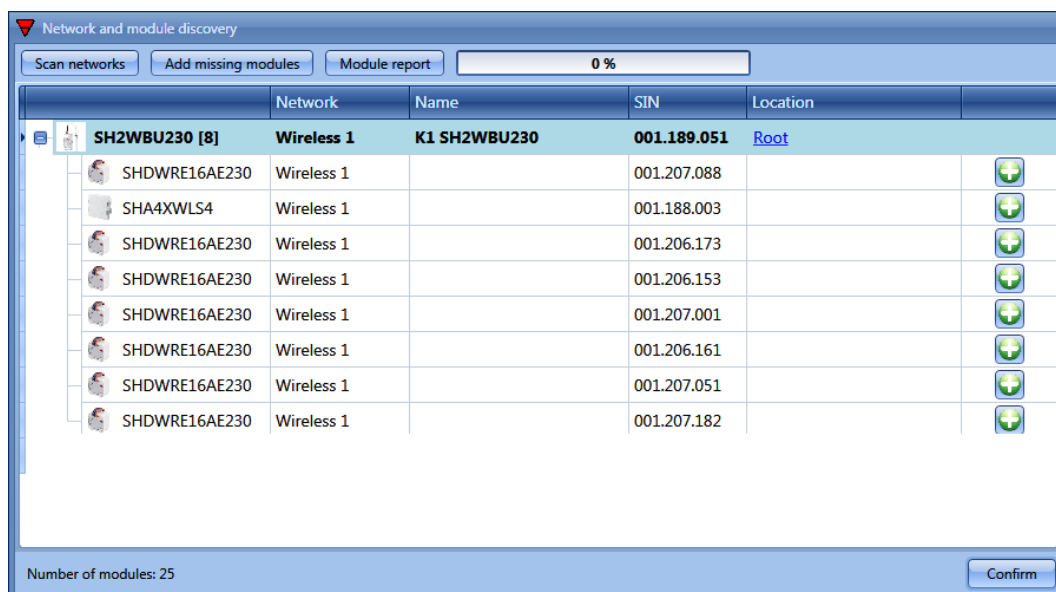 Network and module discovery
Scan networks Add missing modules Module report 0 %
Network Name SIN Location
SH2WBU230 [8] Wireless 1 K1 SH2WBU230 001.189.051 Root
SHDWRE16AE230 Wireless 1 001.207.088
SHA4XWLS4 Wireless 1 001.188.003
SHDWRE16AE230 Wireless 1 001.206.173
SHDWRE16AE230 Wireless 1 001.206.153
SHDWRE16AE230 Wireless 1 001.207.001
SHDWRE16AE230 Wireless 1 001.206.161
SHDWRE16AE230 Wireless 1 001.207.051
SHDWRE16AE230 Wireless 1 001.207.182
Number of modules: 25 Confirm